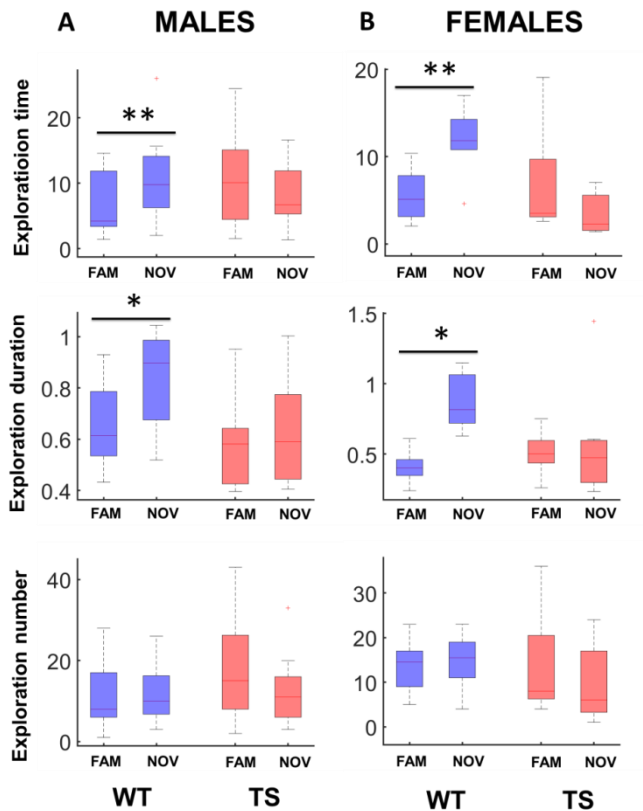 A MALES B FEMALES
Exploratioion time
20
10
0
**
FAM NOV FAM NOV
20
10
0
**
FAM NOV FAM NOV
Exploration duration
1
0.8
0.6
0.4
*
FAM NOV FAM NOV
1.5
1
0.5
*
FAM NOV FAM NOV
Exploration number
40
20
0
FAM NOV FAM NOV
30
20
10
0
FAM NOV FAM NOV
WT TS WT TS